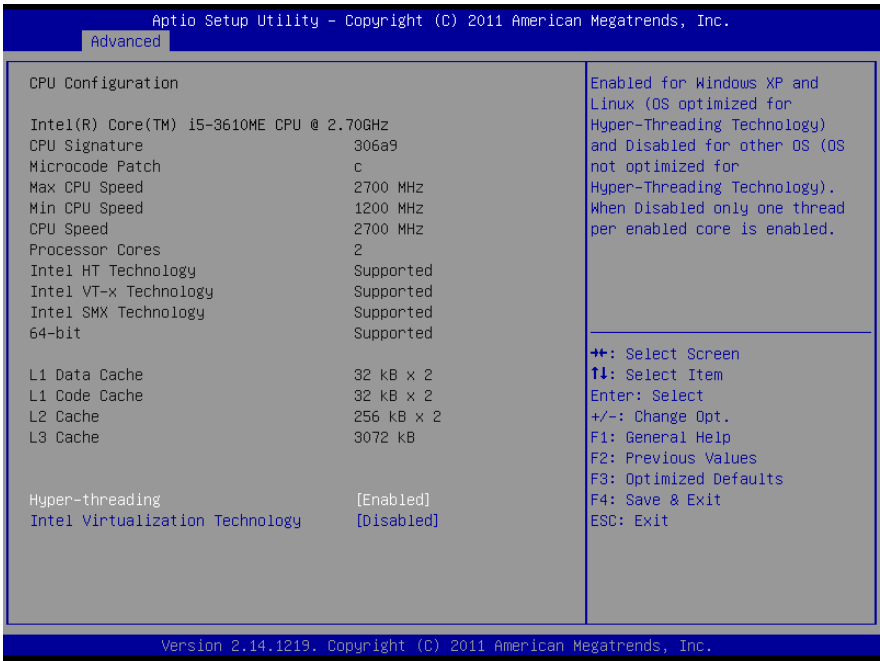 Aptio Setup Utility – Copyright (C) 2011 American Megatrends, Inc.
Advanced
CPU Configuration
Intel(R) Core(TM) i5-3610ME CPU @ 2.70GHz
CPU Signature 306a9
Microcode Patch c
Max CPU Speed 2700 MHz
Min CPU Speed 1200 MHz
CPU Speed 2700 MHz
Processor Cores 2
Intel HT Technology Supported
Intel VT-x Technology Supported
Intel SMX Technology Supported
64-bit Supported
L1 Data Cache 32 kB x 2
L1 Code Cache 32 kB x 2
L2 Cache 256 kB x 2
L3 Cache 3072 kB
Hyper-threading [Enabled]
Intel Virtualization Technology [Disabled]
Enabled for Windows XP and
Linux (OS optimized for
Hyper-Threading Technology)
and Disabled for other OS (OS
not optimized for
Hyper-Threading Technology).
When Disabled only one thread
per enabled core is enabled.
→←: Select Screen
↑↓: Select Item
Enter: Select
+/-: Change Opt.
F1: General Help
F2: Previous Values
F3: Optimized Defaults
F4: Save & Exit
ESC: Exit
Version 2.14.1219. Copyright (C) 2011 American Megatrends, Inc.